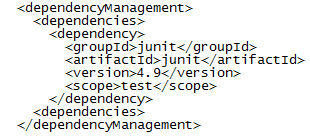 <dependencyManagement>
  <dependencies>
    <dependency>
      <groupId>junit</groupId>
      <artifactId>junit</artifactId>
      <version>4.9</version>
      <scope>test</scope>
    </dependency>
  <dependencies>
</dependencyManagement>